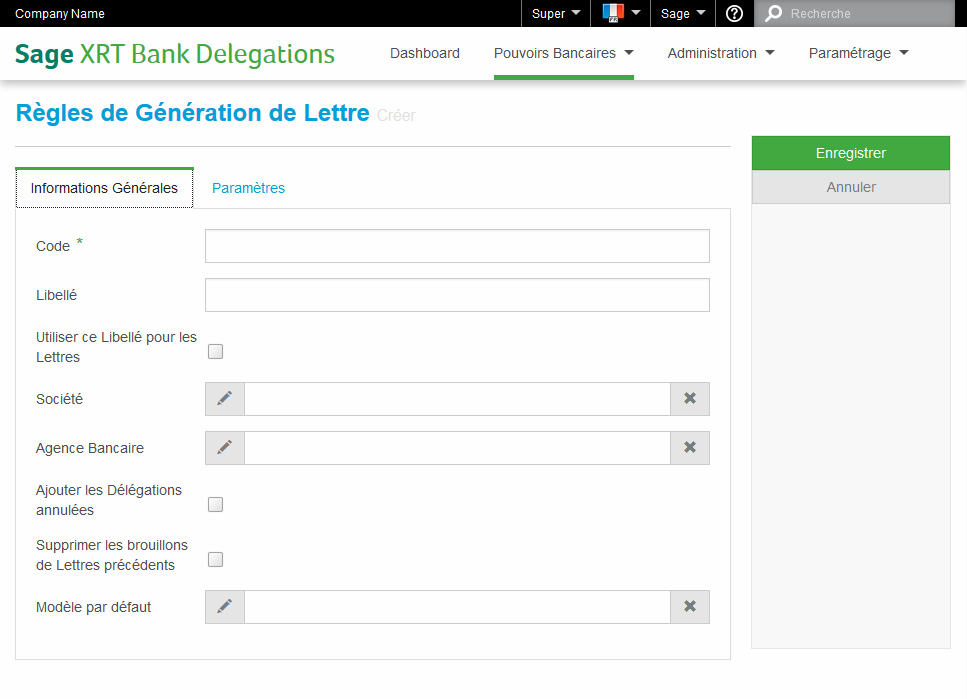 Company Name
Super
FR
Sage
Recherche
Sage XRT Bank Delegations
Dashboard
Pouvoirs Bancaires
Administration
Paramétrage
Règles de Génération de Lettre Créer
Enregistrer
Annuler
Informations Générales
Paramètres
Code *
Libellé
Utiliser ce Libellé pour les
Lettres
Société
Agence Bancaire
Ajouter les Délégations
annulées
Supprimer les brouillons
de Lettres précédents
Modèle par défaut